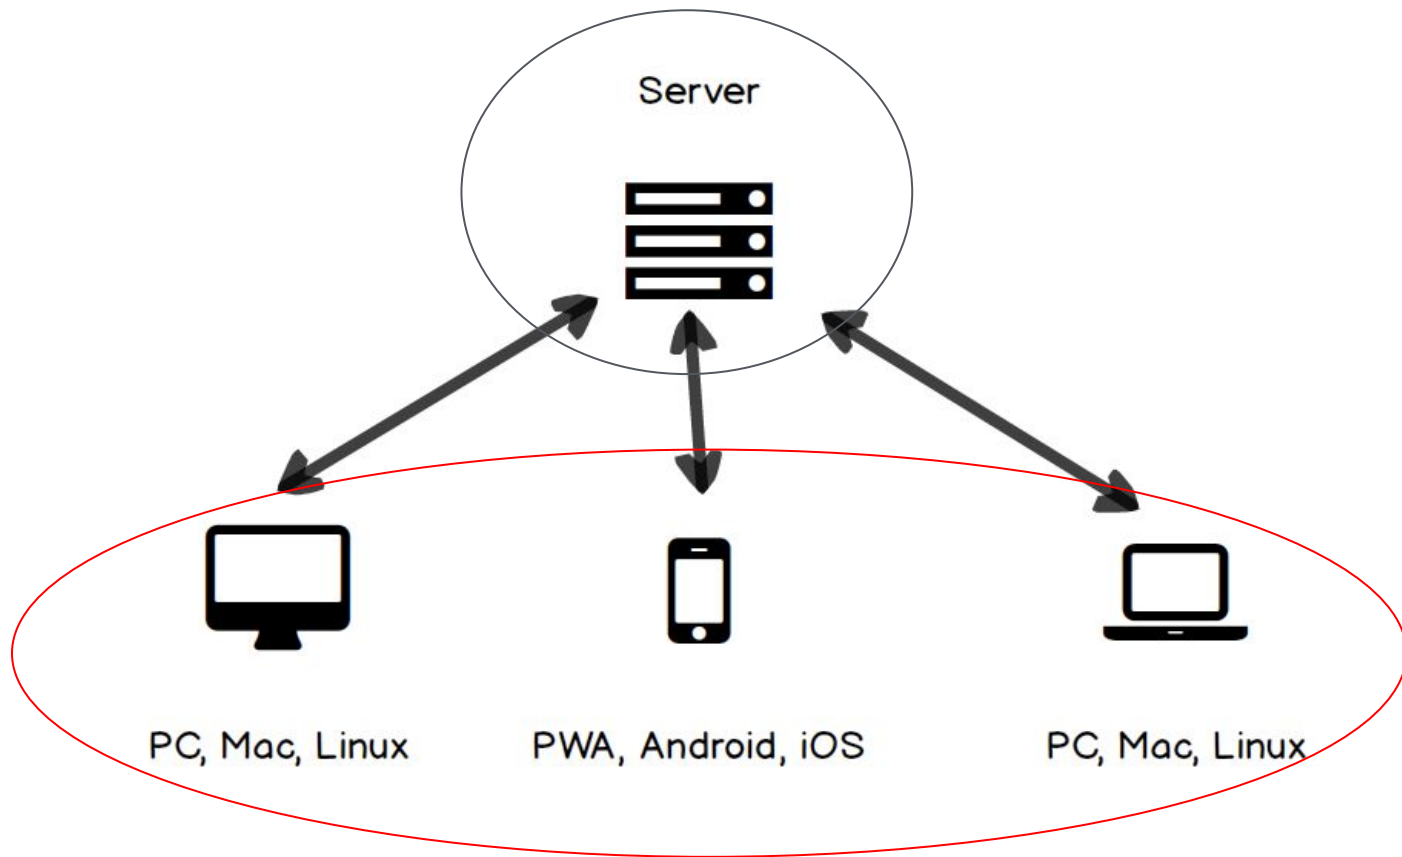 Server
PC, Mac, Linux
PWA, Android, iOS
PC, Mac, Linux